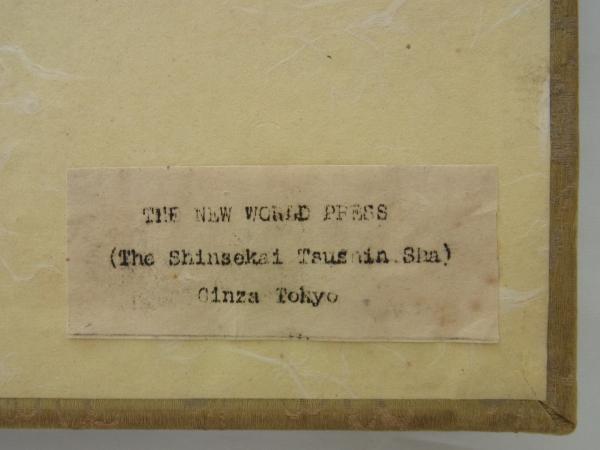 THE NEW WORLD PRESS
(The Shinsekai Tsushin Sha)
Ginza Tokyo